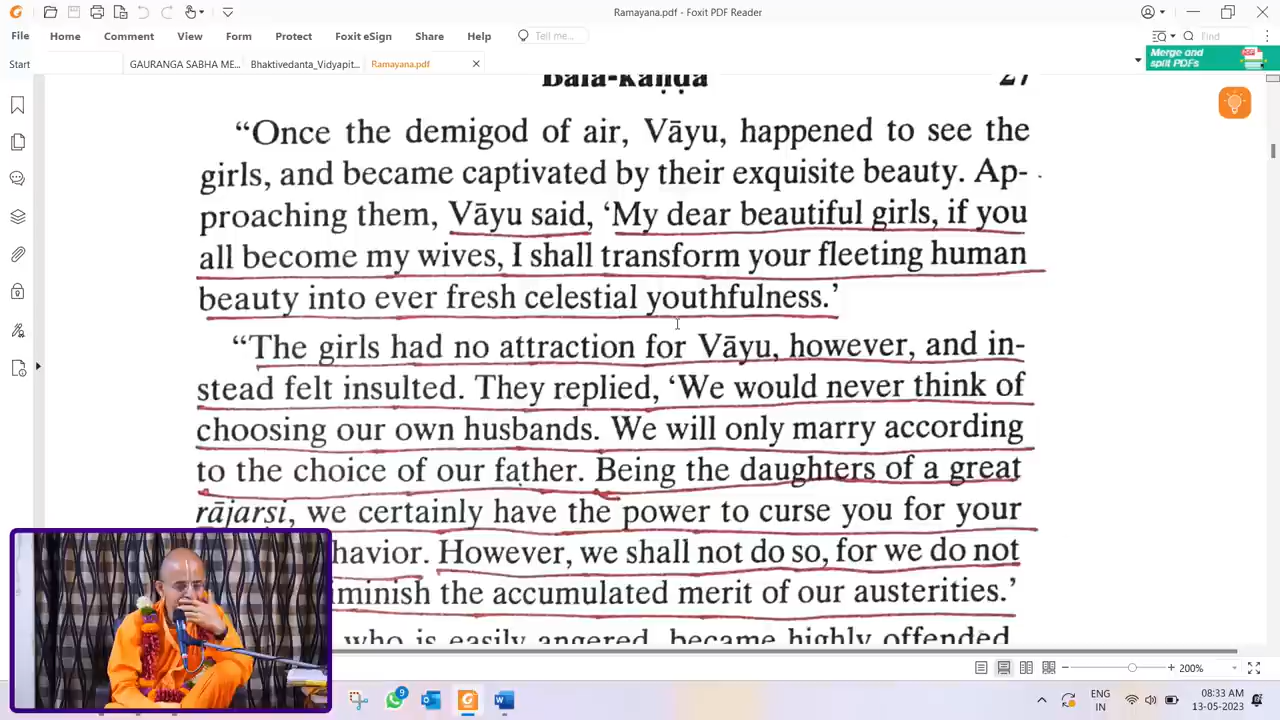 Ramayana.pdf - Foxit PDF Reader
File Home Comment View Form Protect Foxit eSign Share Help Tell me... Find
Start GAURANGA SABHA ME... Bhaktivedanta_Vidyapit... Ramayana.pdf
Merge and
split PDFs
Bāla-kāṇḍa 27
“Once the demigod of air, Vāyu, happened to see the
girls, and became captivated by their exquisite beauty. Ap-
proaching them, Vāyu said, ‘My dear beautiful girls, if you
all become my wives, I shall transform your fleeting human
beauty into ever fresh celestial youthfulness.’
“The girls had no attraction for Vāyu, however, and in-
stead felt insulted. They replied, ‘We would never think of
choosing our own husbands. We will only marry according
to the choice of our father. Being the daughters of a great
rājarsi, we certainly have the power to curse you for your
havior. However, we shall not do so, for we do not
iminish the accumulated merit of our austerities.’
who is easily angered, became highly offended
200%
9
ENG
IN
08:33 AM
13-05-2023